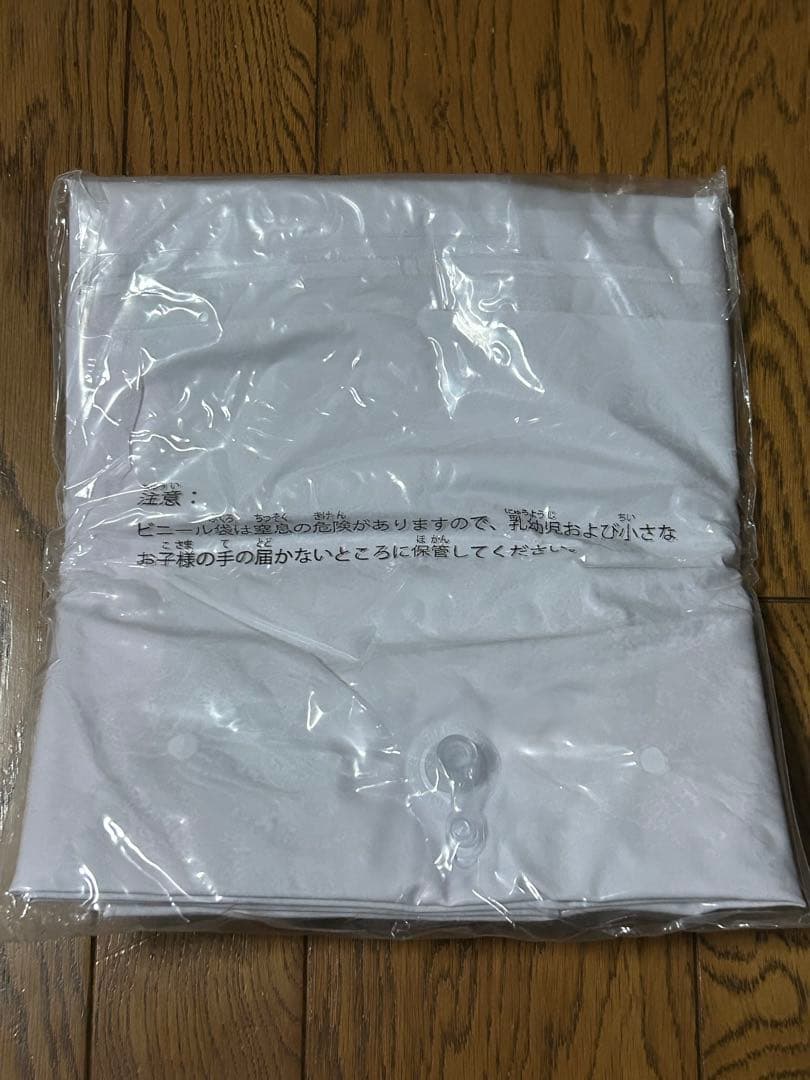 注意：
ビニール袋は窒息の危険がありますので、乳幼児および小さな
お子様の手の届かないところに保管してください。